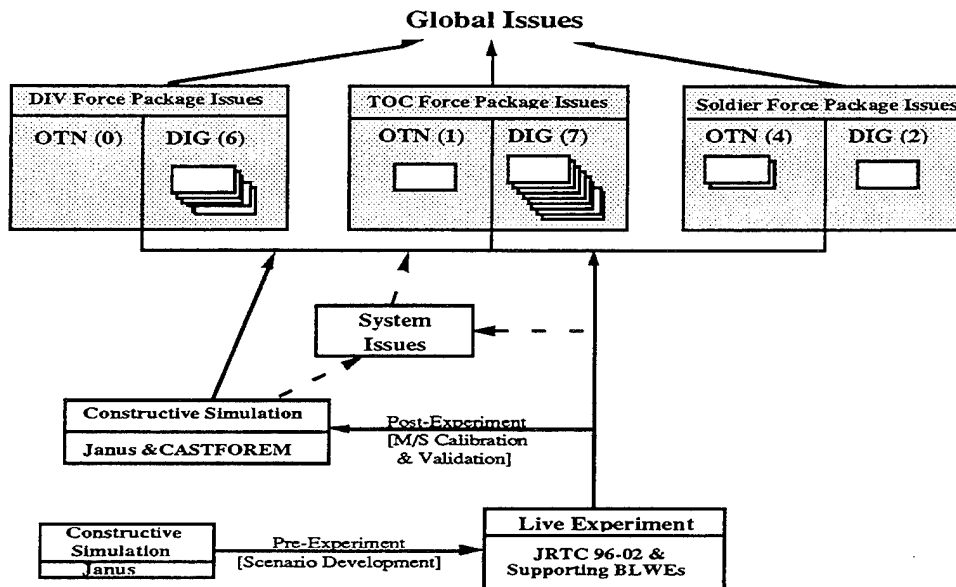 Global Issues
DIV Force Package Issues
OTN (0)
DIG (6)
TOC Force Package Issues
OTN (1)
DIG (7)
Soldier Force Package Issues
OTN (4)
DIG (2)
System
Issues
Constructive Simulation
Janus &CASTFOREM
Post-Experiment
[M/S Calibration
& Validation]
Constructive
Simulation
Janus
Pre-Experiment
[Scenario Development]
Live Experiment
JRTC 96-02 &
Supporting BLWEs